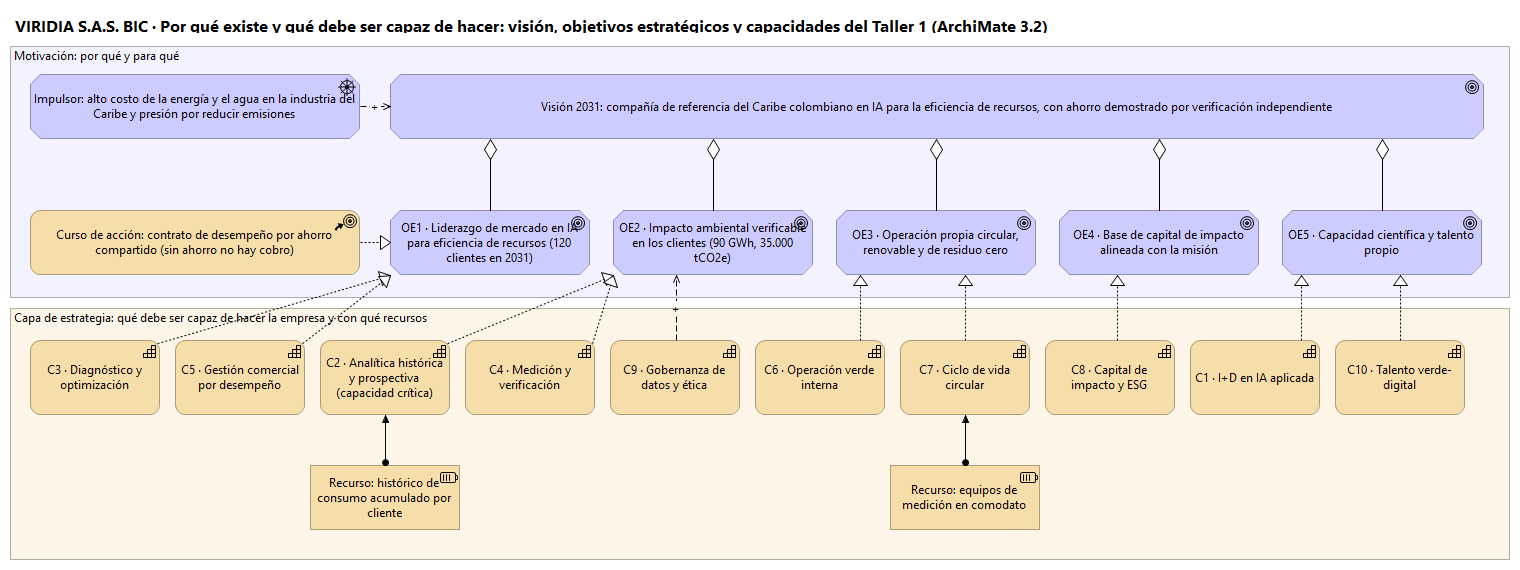 VIRIDIA S.A.S. BIC · Por qué existe y qué debe ser capaz de hacer: visión, objetivos estratégicos y capacidades del Taller 1 (ArchiMate 3.2)
Motivación: por qué y para qué
Impulsor: alto costo de la energía y el agua en la industria del
Caribe y presión por reducir emisiones
+
Visión 2031: compañía de referencia del Caribe colombiano en IA para la eficiencia de recursos, con ahorro demostrado por verificación independiente
Curso de acción: contrato de desempeño por ahorro
compartido (sin ahorro no hay cobro)
OE1 · Liderazgo de mercado en IA
para eficiencia de recursos (120
clientes en 2031)
OE2 · Impacto ambiental verificable
en los clientes (90 GWh, 35.000
tCO2e)
OE3 · Operación propia circular,
renovable y de residuo cero
OE4 · Base de capital de impacto
alineada con la misión
OE5 · Capacidad científica y talento
propio
+
Capa de estrategia: qué debe ser capaz de hacer la empresa y con qué recursos
C3 · Diagnóstico y
optimización
C5 · Gestión comercial
por desempeño
C2 · Analítica histórica
y prospectiva
(capacidad crítica)
C4 · Medición y
verificación
C9 · Gobernanza de
datos y ética
C6 · Operación verde
interna
C7 · Ciclo de vida
circular
C8 · Capital de
impacto y ESG
C1 · I+D en IA aplicada
C10 · Talento verde-
digital
Recurso: histórico de
consumo acumulado por
cliente
Recurso: equipos de
medición en comodato